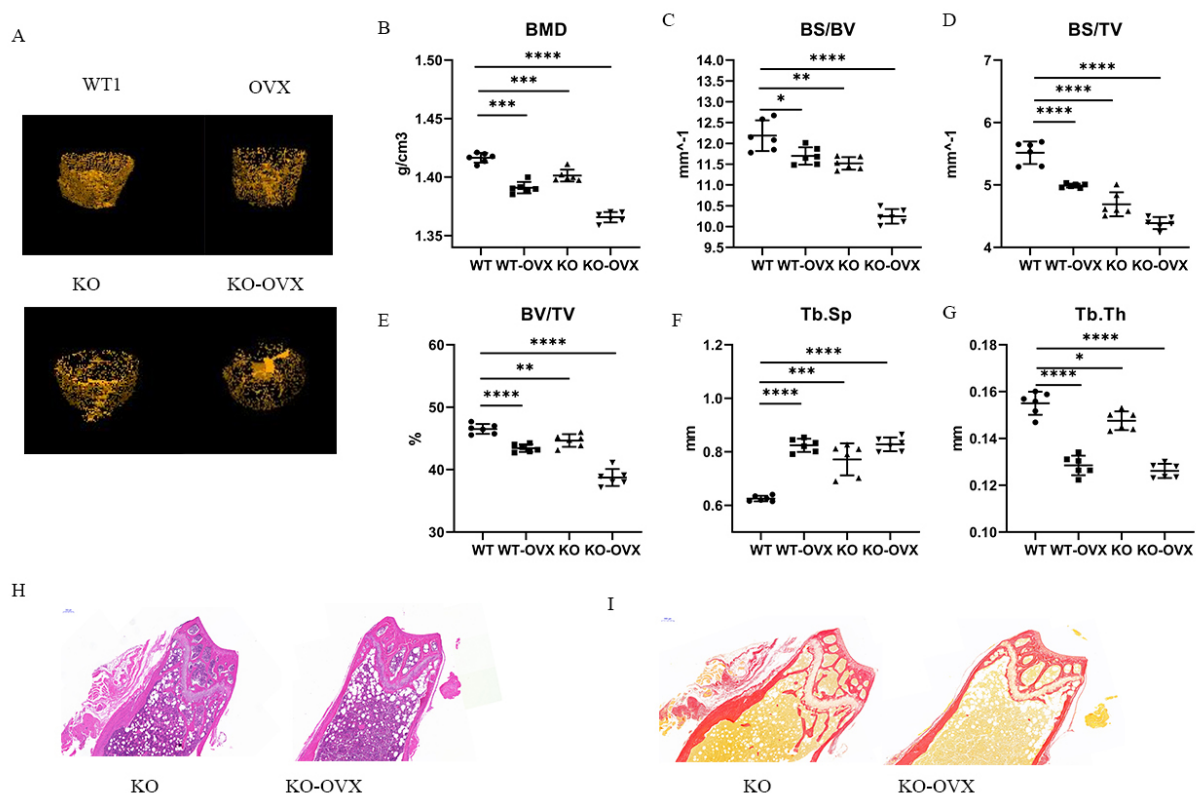 A
WT1
OVX
KO
KO-OVX
B
BMD
g/cm3
1.50
1.45
1.40
1.35
****
***
***
WT
WT-OVX
KO
KO-OVX
C
BS/BV
mm^-1
14.0
13.5
13.0
12.5
12.0
11.5
11.0
10.5
10.0
9.5
****
**
*
WT
WT-OVX
KO
KO-OVX
D
BS/TV
mm^-1
7
6
5
4
****
****
****
WT
WT-OVX
KO
KO-OVX
E
BV/TV
%
60
50
40
30
****
**
****
WT
WT-OVX
KO
KO-OVX
F
Tb.Sp
mm
1.2
1.0
0.8
0.6
****
***
****
WT
WT-OVX
KO
KO-OVX
G
Tb.Th
mm
0.18
0.16
0.14
0.12
0.10
****
*
****
WT
WT-OVX
KO
KO-OVX
H
KO
KO-OVX
I
KO
KO-OVX